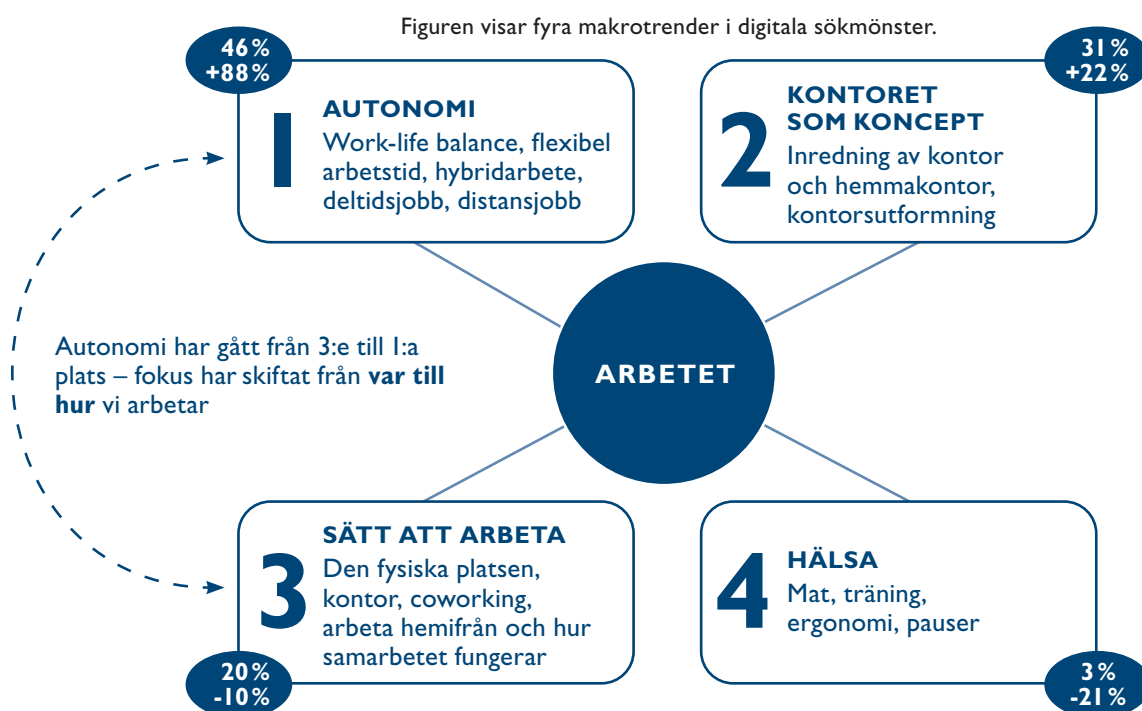 Figuren visar fyra makrotrender i digitala sökmönster.
46%
+88%
1
AUTONOMI
Work-life balance, flexibel
arbetstid, hybridarbete,
deltidsjobb, distansjobb
31%
+22%
2
KONTORET
SOM KONCEPT
Inredning av kontor
och hemmakontor,
kontorsutformning
Autonomi har gått från 3:e till 1:a
plats – fokus har skiftat från var till
hur vi arbetar
ARBETET
3
SÄTT ATT ARBETA
Den fysiska platsen,
kontor, coworking,
arbeta hemifrån och hur
samarbetet fungerar
20%
-10%
4
HÄLSA
Mat, träning,
ergonomi, pauser
3%
-21%